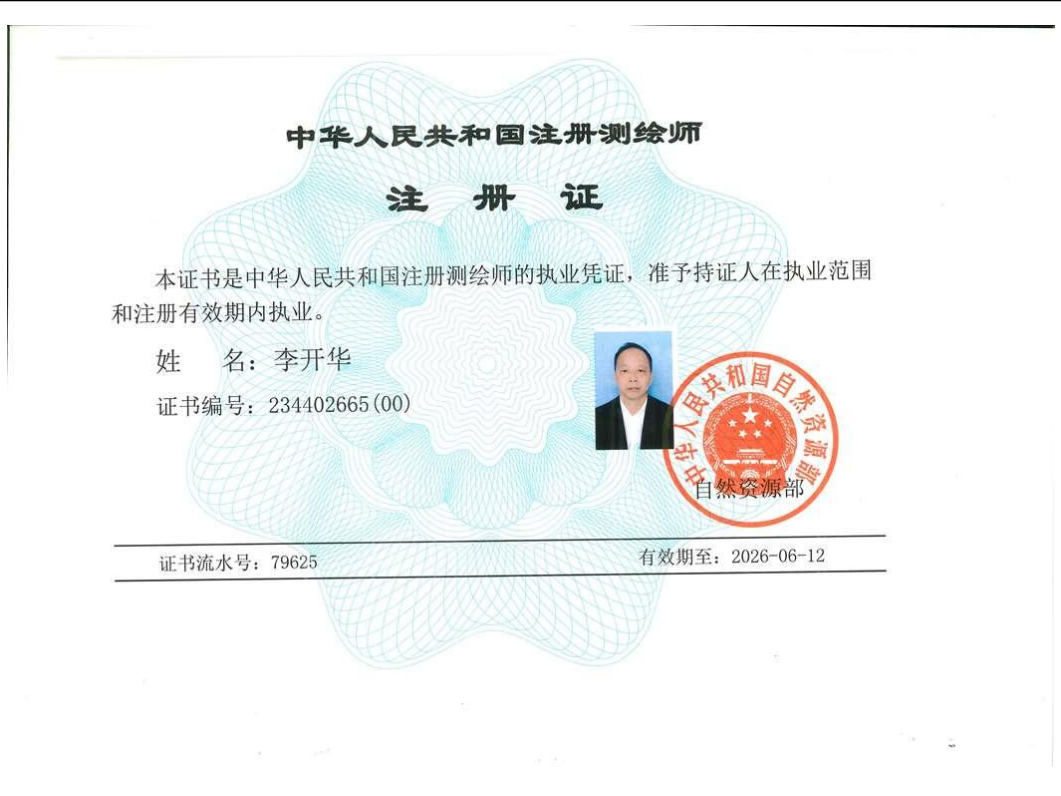 中华人民共和国注册测绘师
注 册 证
本证书是中华人民共和国注册测绘师的执业凭证，准予持证人在执业范围
和注册有效期内执业。
姓 名：李开华
证书编号：234402665(00)
中华人民共和国自然资源部
自然资源部
证书流水号：79625
有效期至：2026-06-12